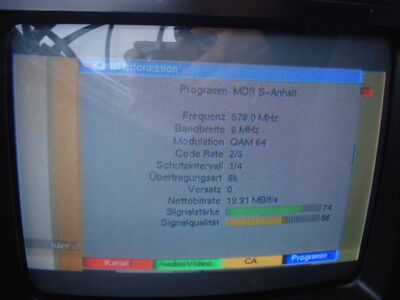 Kanal Information
Programm MDR S-Anhalt
Frequenz 578.0 MHz
Bandbreite 8 MHz
Modulation QAM 64
Code Rate 2/3
Schutzintervall 1/4
Übertragungsart 8k
Versatz 0
Nettobitrate 19.91 MBit/s
Signalstärke 74
Signalqualität 56
Kanal Audio/Video CA Programm